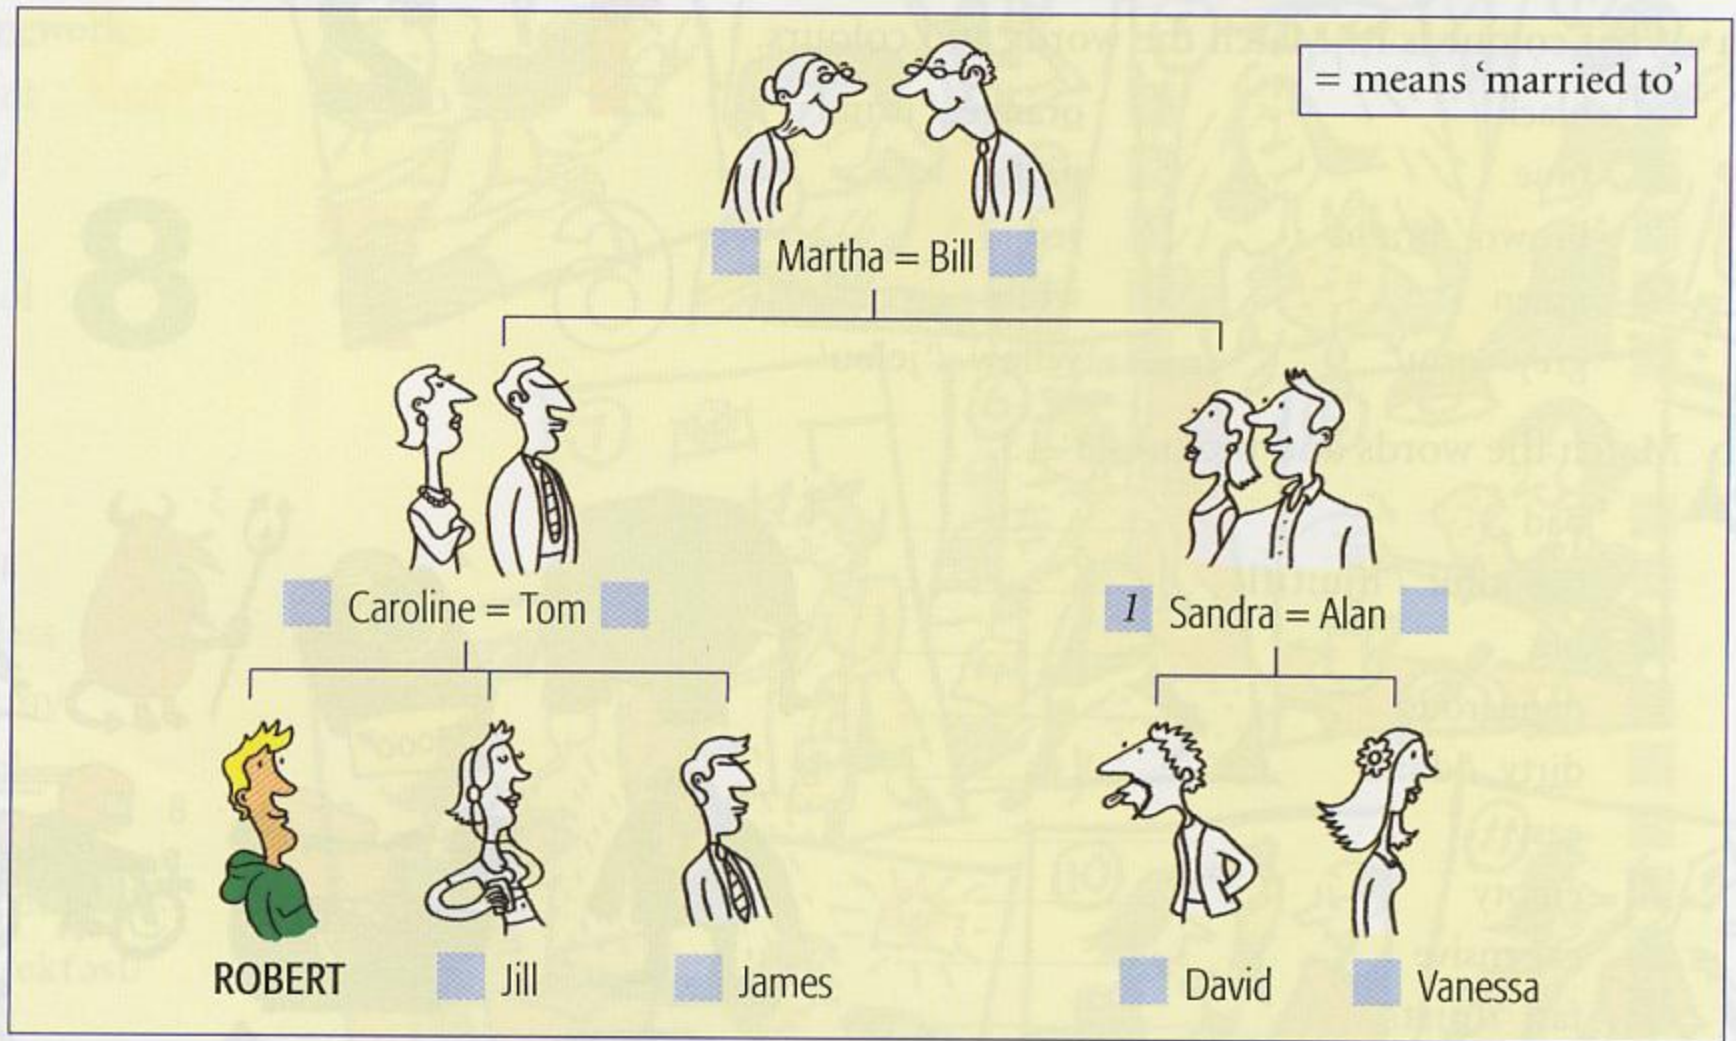 = means ‘married to’
Martha = Bill
Caroline = Tom
1 Sandra = Alan
ROBERT
Jill
James
David
Vanessa